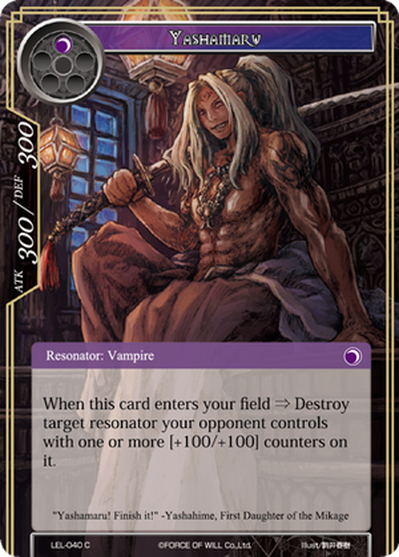 Yashamaru
ATK 300 / DEF 300
Resonator: Vampire
When this card enters your field ⇒ Destroy
target resonator your opponent controls
with one or more [+100/+100] counters on
it.
"Yashamaru! Finish it!" -Yashahime, First Daughter of the Mikage
LEL-040 C ©FORCE OF WILL Co.,Ltd. Illust/